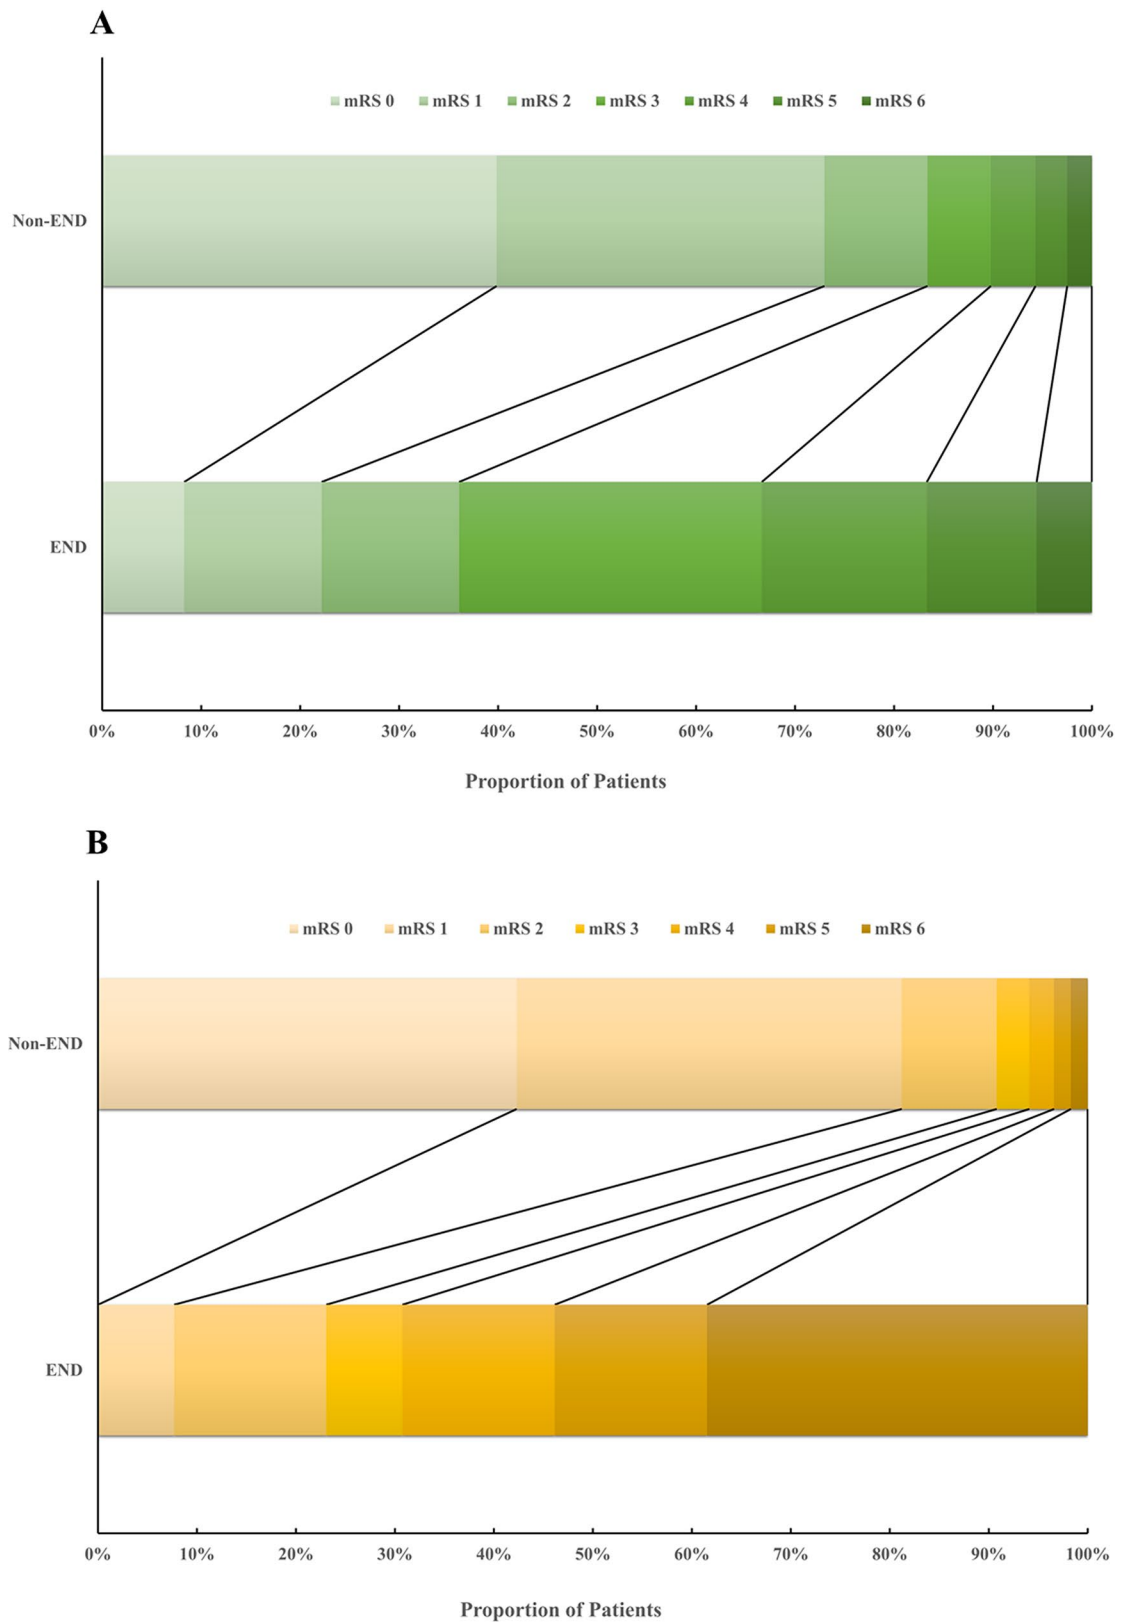 A
mRS 0 mRS 1 mRS 2 mRS 3 mRS 4 mRS 5 mRS 6
Non-END
END
0% 10% 20% 30% 40% 50% 60% 70% 80% 90% 100%
Proportion of Patients
B
mRS 0 mRS 1 mRS 2 mRS 3 mRS 4 mRS 5 mRS 6
Non-END
END
0% 10% 20% 30% 40% 50% 60% 70% 80% 90% 100%
Proportion of Patients